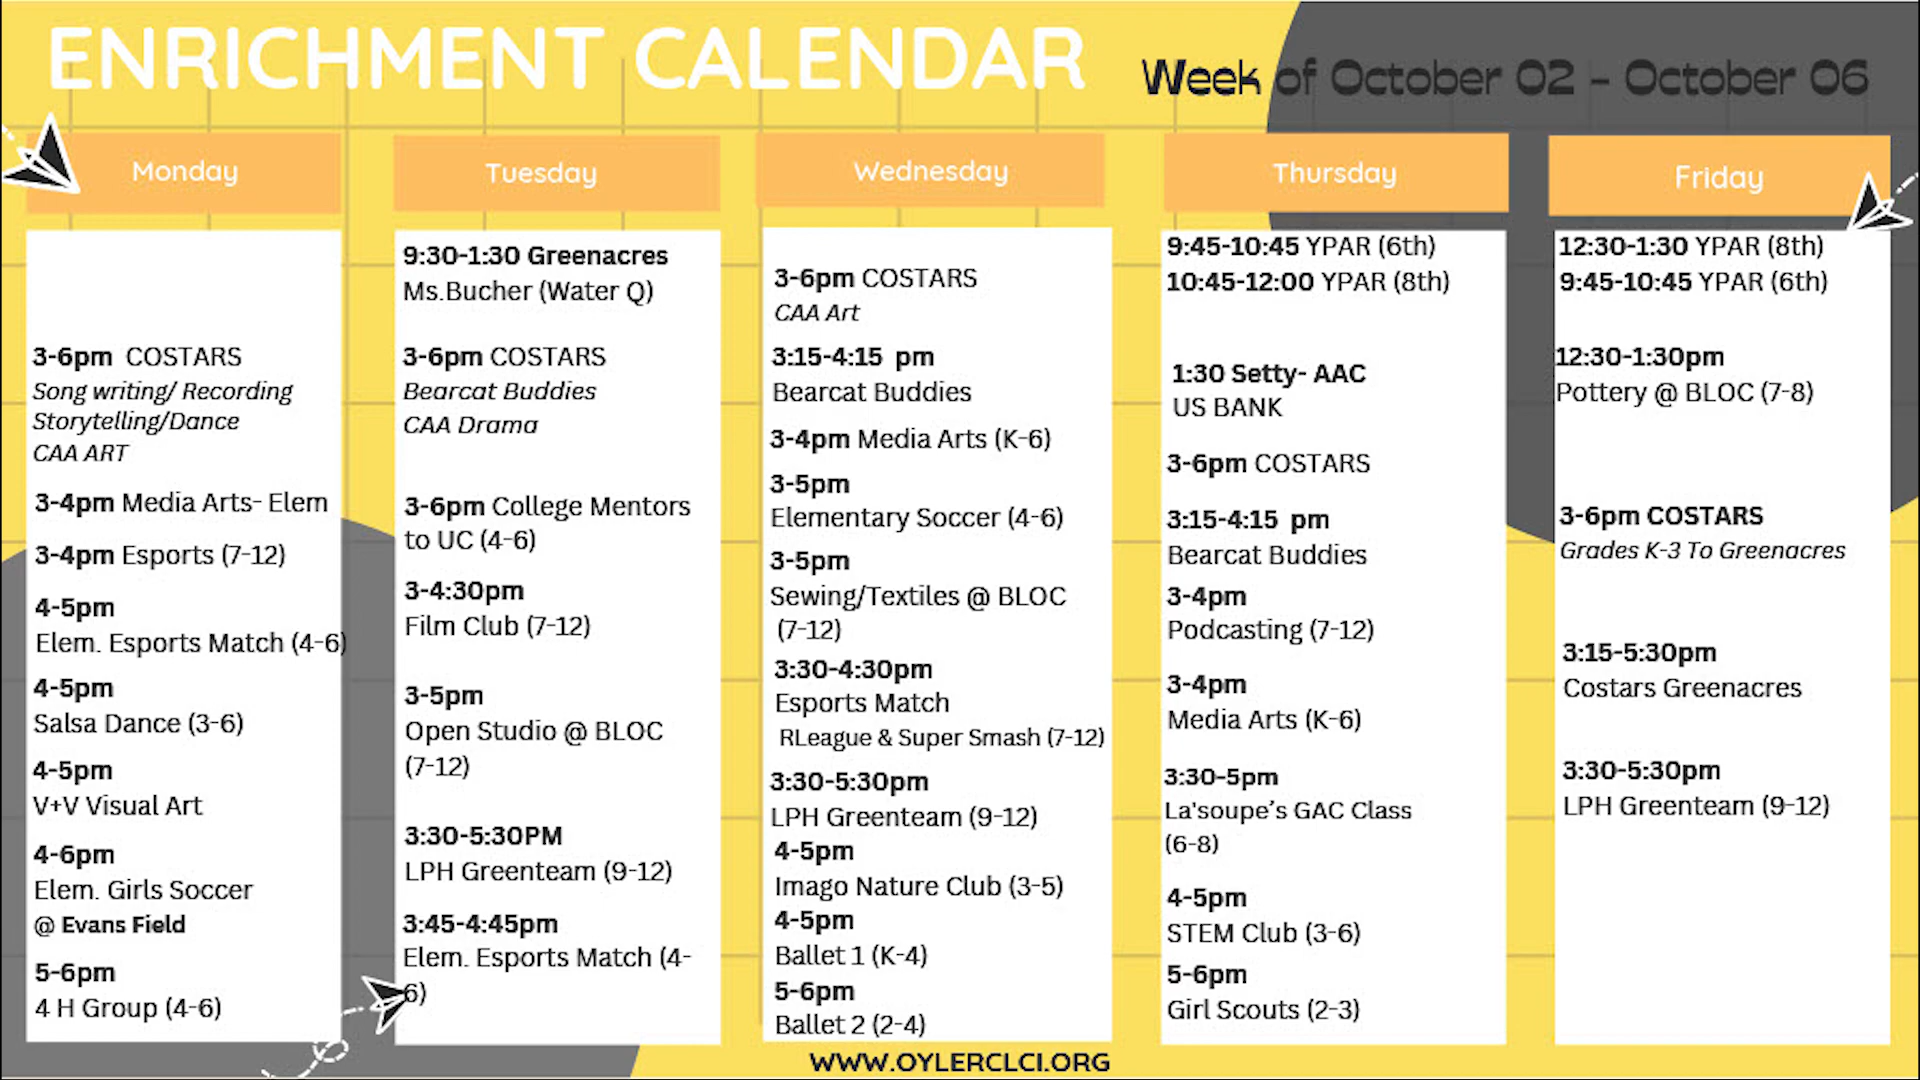 ENRICHMENT CALENDAR
Week of October 02 - October 06
Monday
3-6pm COSTARS
Song writing/ Recording
Storytelling/Dance
CAA ART
3-4pm Media Arts- Elem
3-4pm Esports (7-12)
4-5pm
Elem. Esports Match (4-6)
4-5pm
Salsa Dance (3-6)
4-5pm
V+V Visual Art
4-6pm
Elem. Girls Soccer
@ Evans Field
5-6pm
4 H Group (4-6)
Tuesday
9:30-1:30 Greenacres
Ms.Bucher (Water Q)
3-6pm COSTARS
Bearcat Buddies
CAA Drama
3-6pm College Mentors
to UC (4-6)
3-4:30pm
Film Club (7-12)
3-5pm
Open Studio @ BLOC
(7-12)
3:30-5:30PM
LPH Greenteam (9-12)
3:45-4:45pm
Elem. Esports Match (4-
6)
Wednesday
3-6pm COSTARS
CAA Art
3:15-4:15 pm
Bearcat Buddies
3-4pm Media Arts (K-6)
3-5pm
Elementary Soccer (4-6)
3-5pm
Sewing/Textiles @ BLOC
(7-12)
3:30-4:30pm
Esports Match
RLeague & Super Smash (7-12)
3:30-5:30pm
LPH Greenteam (9-12)
4-5pm
Imago Nature Club (3-5)
4-5pm
Ballet 1 (K-4)
5-6pm
Ballet 2 (2-4)
Thursday
9:45-10:45 YPAR (6th)
10:45-12:00 YPAR (8th)
1:30 Setty- AAC
US BANK
3-6pm COSTARS
3:15-4:15 pm
Bearcat Buddies
3-4pm
Podcasting (7-12)
3-4pm
Media Arts (K-6)
3:30-5pm
La'soupe’s GAC Class
(6-8)
4-5pm
STEM Club (3-6)
5-6pm
Girl Scouts (2-3)
Friday
12:30-1:30 YPAR (8th)
9:45-10:45 YPAR (6th)
12:30-1:30pm
Pottery @ BLOC (7-8)
3-6pm COSTARS
Grades K-3 To Greenacres
3:15-5:30pm
Costars Greenacres
3:30-5:30pm
LPH Greenteam (9-12)
WWW.OYLERCLCI.ORG